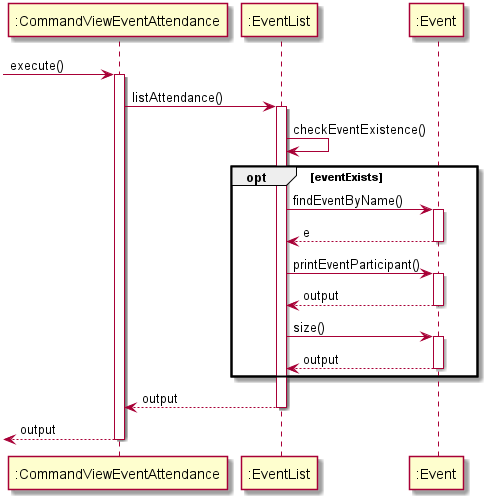 :CommandViewEventAttendance :EventList :Event
execute()
listAttendance()
checkEventExistence()
opt [eventExists]
findEventByName()
e
printEventParticipant()
output
size()
output
output
output
:CommandViewEventAttendance :EventList :Event